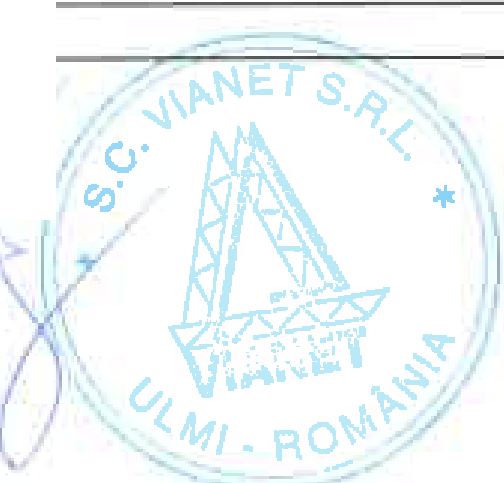 S.C. VIANET S.R.L. *
VIANET
ULMI - ROMÂNIA